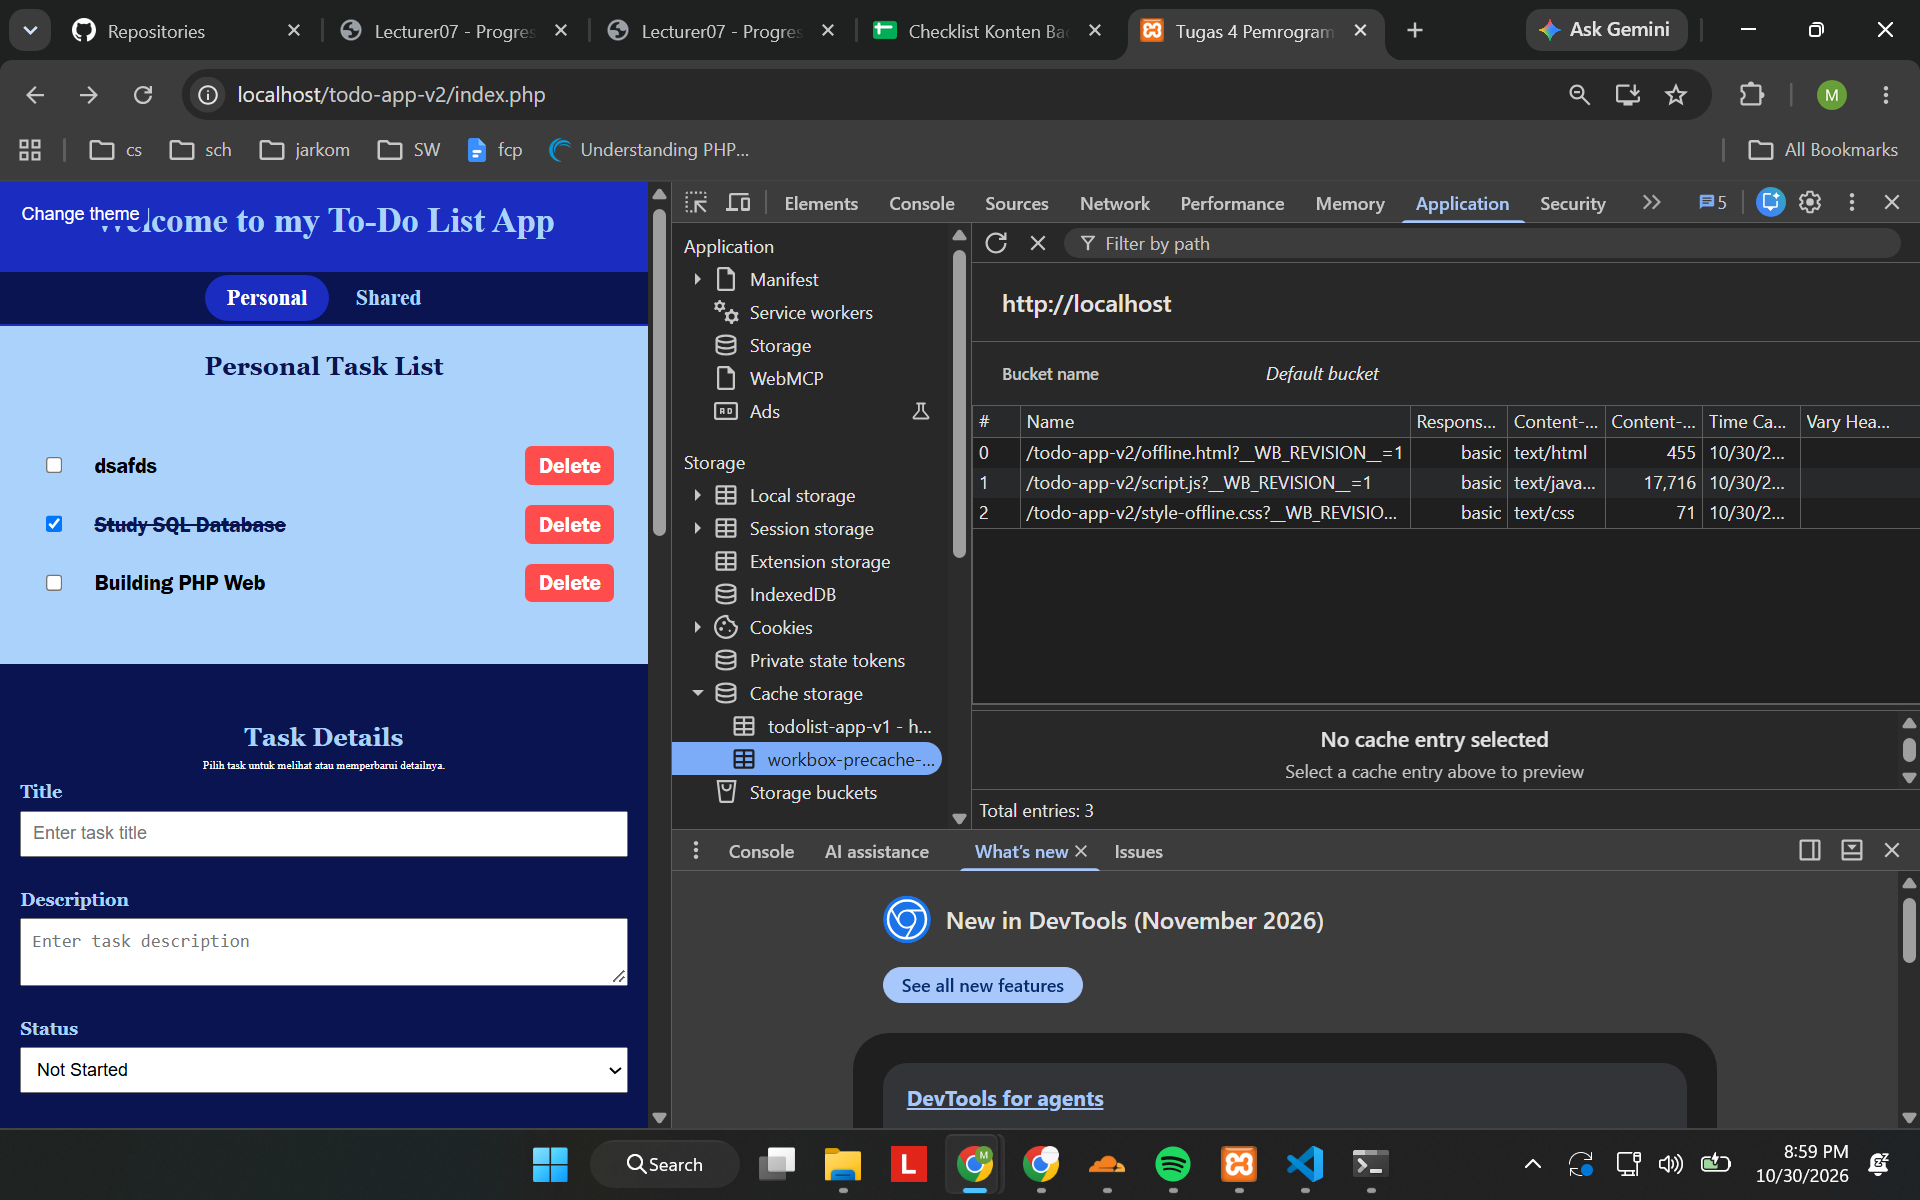 Repositories
Lecturer07 - Progres
Lecturer07 - Progres
Checklist Konten Ba
Tugas 4 Pemrogram
Ask Gemini
localhost/todo-app-v2/index.php
M
cs
sch
jarkom
SW
fcp
Understanding PHP...
All Bookmarks
Change theme
lcome to my To-Do List App
Personal
Shared
Personal Task List
dsafds
Delete
Study SQL Database
Delete
Building PHP Web
Delete
Task Details
Pilih task untuk melihat atau memperbarui detailnya.
Title
Enter task title
Description
Enter task description
Status
Not Started
Elements
Console
Sources
Network
Performance
Memory
Application
Security
5
Application
Manifest
Service workers
Storage
WebMCP
Ads
Storage
Local storage
Session storage
Extension storage
IndexedDB
Cookies
Private state tokens
Cache storage
todolist-app-v1 - h...
workbox-precache-...
Storage buckets
Filter by path
http://localhost
Bucket name Default bucket
# Name Respons... Content-... Content-... Time Ca... Vary Hea...
0 /todo-app-v2/offline.html?__WB_REVISION__=1 basic text/html 455 10/30/2...
1 /todo-app-v2/script.js?__WB_REVISION__=1 basic text/java... 17,716 10/30/2...
2 /todo-app-v2/style-offline.css?__WB_REVISIO... basic text/css 71 10/30/2...
No cache entry selected
Select a cache entry above to preview
Total entries: 3
Console
AI assistance
What's new
Issues
New in DevTools (November 2026)
See all new features
DevTools for agents
Search
8:59 PM
10/30/2026